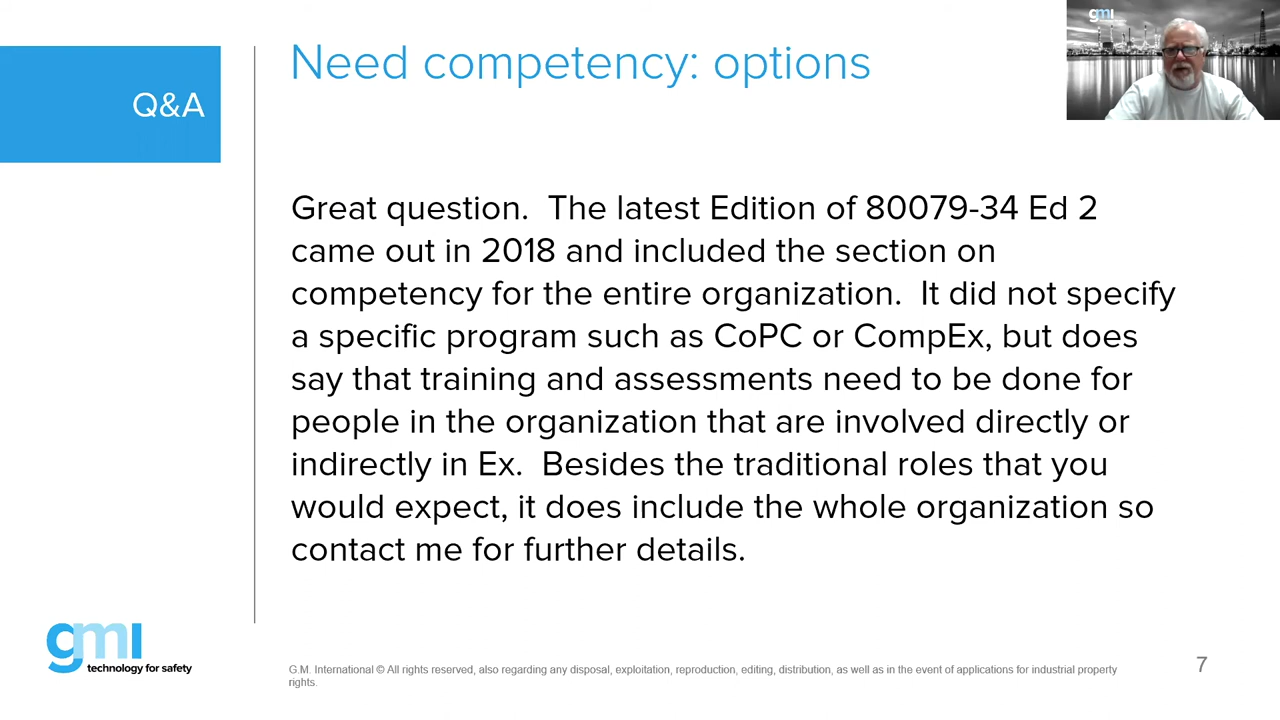 gmi
Need competency: options
Q&A
Great question.  The latest Edition of 80079-34 Ed 2
came out in 2018 and included the section on
competency for the entire organization.  It did not specify
a specific program such as CoPC or CompEx, but does
say that training and assessments need to be done for
people in the organization that are involved directly or
indirectly in Ex.  Besides the traditional roles that you
would expect, it does include the whole organization so
contact me for further details.
gmi
technology for safety
G.M. International © All rights reserved, also regarding any disposal, exploitation, reproduction, editing, distribution, as well as in the event of applications for industrial property
rights.
7